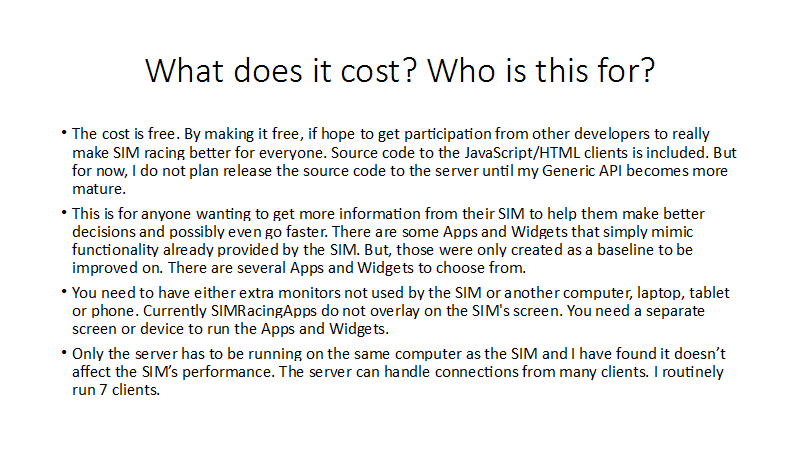 What does it cost? Who is this for?
• The cost is free. By making it free, if hope to get participation from other developers to really
make SIM racing better for everyone. Source code to the JavaScript/HTML clients is included. But
for now, I do not plan release the source code to the server until my Generic API becomes more
mature.
• This is for anyone wanting to get more information from their SIM to help them make better
decisions and possibly even go faster. There are some Apps and Widgets that simply mimic
functionality already provided by the SIM. But, those were only created as a baseline to be
improved on. There are several Apps and Widgets to choose from.
• You need to have either extra monitors not used by the SIM or another computer, laptop, tablet
or phone. Currently SIMRacingApps do not overlay on the SIM's screen. You need a separate
screen or device to run the Apps and Widgets.
• Only the server has to be running on the same computer as the SIM and I have found it doesn’t
affect the SIM’s performance. The server can handle connections from many clients. I routinely
run 7 clients.